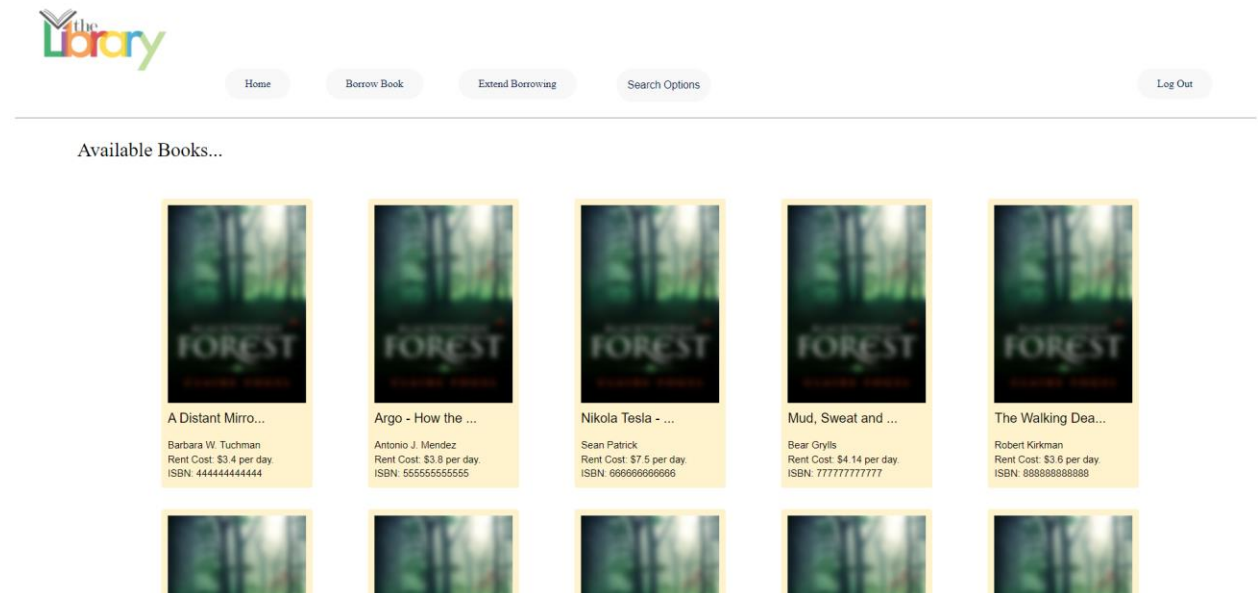 the
Library
Home Borrow Book Extend Borrowing Search Options Log Out
Available Books...
FOREST FOREST FOREST FOREST FOREST
A Distant Mirro... Argo - How the ... Nikola Tesla - ... Mud, Sweat and ... The Walking Dea...
Barbara W. Tuchman Antonio J. Mendez Sean Patrick Bear Grylls Robert Kirkman
Rent Cost: $3.4 per day. Rent Cost: $3.8 per day. Rent Cost: $7.5 per day. Rent Cost: $4.14 per day. Rent Cost: $3.6 per day.
ISBN: 444444444444 ISBN: 555555555555 ISBN: 666666666666 ISBN: 777777777777 ISBN: 888888888888